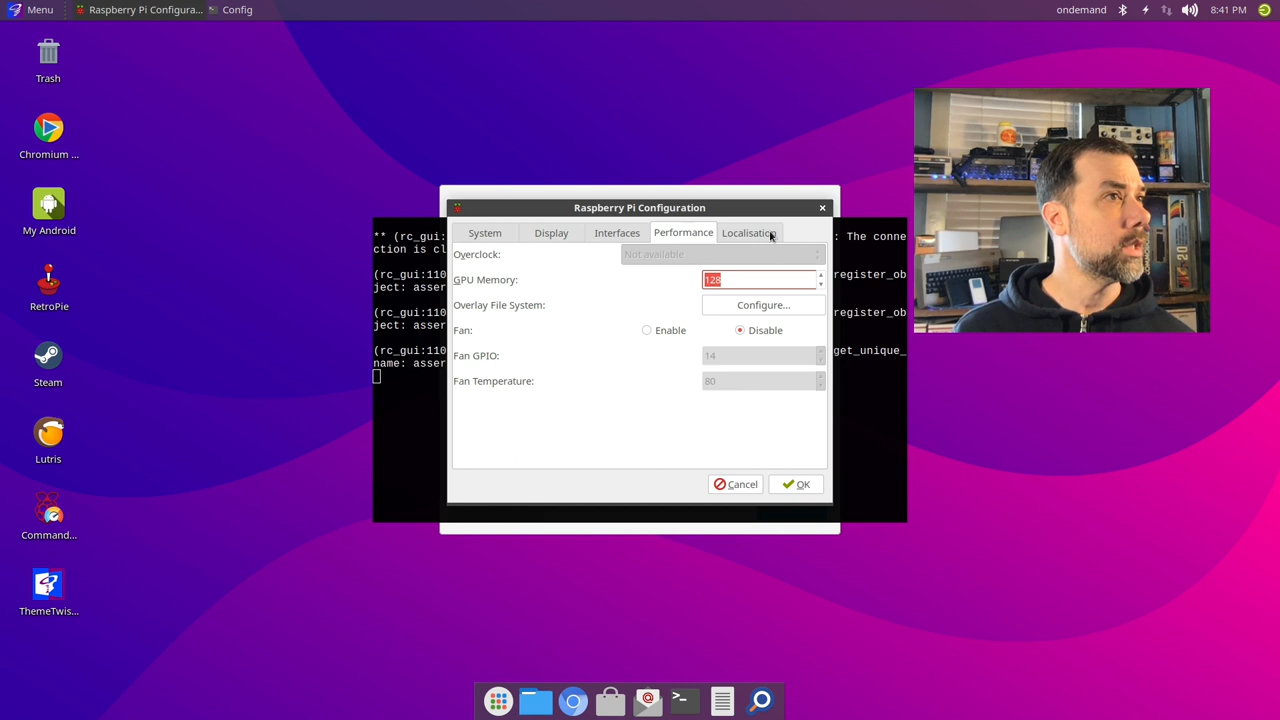 Menu
Raspberry Pi Configura...
Config
ondemand
8:41 PM
Trash
Chromium ...
My Android
RetroPie
Steam
Lutris
Command...
ThemeTwis...
** (rc_gui:
: The conne
ction is cl
(rc_gui:110
register_ob
ject: asser
(rc_gui:110
register_ob
ject: asser
(rc_gui:110
get_unique_
name: asser
Raspberry Pi Configuration
System
Display
Interfaces
Performance
Localisation
Overclock:
Not available
GPU Memory:
128
Overlay File System:
Configure...
Fan:
Enable
Disable
Fan GPIO:
14
Fan Temperature:
80
Cancel
OK